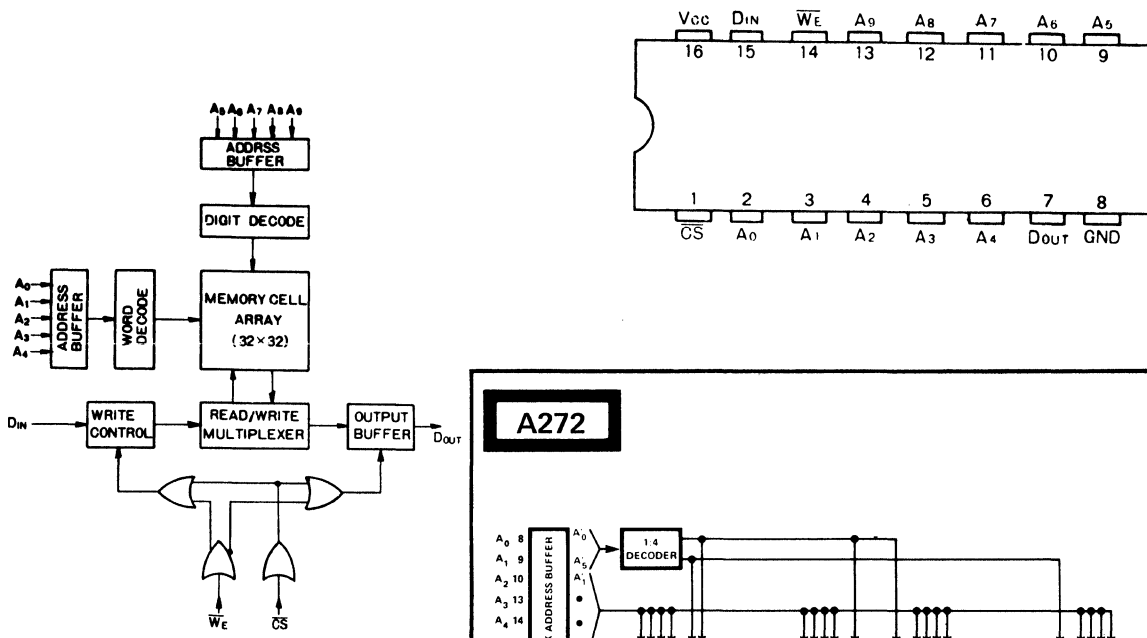 A5 A6 A7 A8 A9
ADDRSS
BUFFER
DIGIT DECODE
A0
A1
A2
A3
A4
ADDRESS
BUFFER
WORD
DECODE
MEMORY CELL
ARRAY
(32×32)
DIN
WRITE
CONTROL
READ/WRITE
MULTIPLEXER
OUTPUT
BUFFER
DOUT
W̅E̅
C̅S̅
VCC DIN W̅E̅ A9 A8 A7 A6 A5
16 15 14 13 12 11 10 9
1 2 3 4 5 6 7 8
C̅S̅ A0 A1 A2 A3 A4 DOUT GND
A272
A0 8
A1 9
A2 10
A3 13
A4 14
X ADDRESS BUFFER
A'0
A'5
A'1
1:4
DECODER